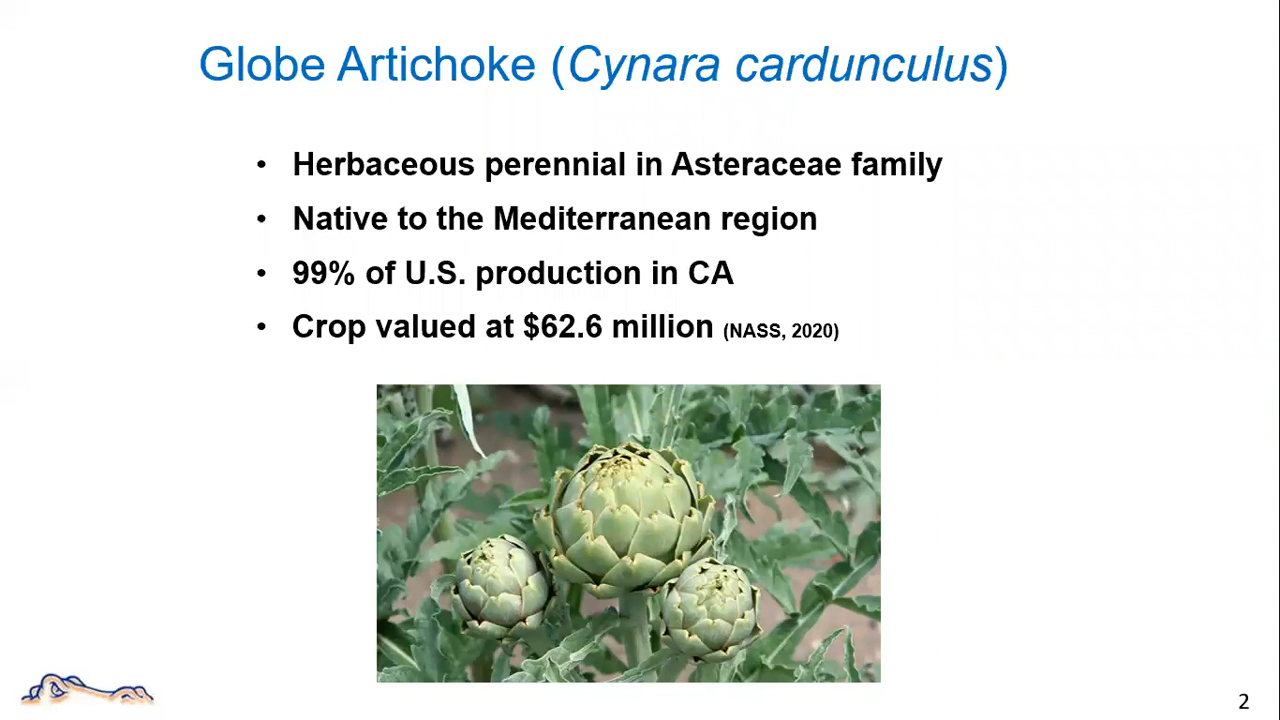 Globe Artichoke (Cynara cardunculus)
• Herbaceous perennial in Asteraceae family
• Native to the Mediterranean region
• 99% of U.S. production in CA
• Crop valued at $62.6 million (NASS, 2020)
2